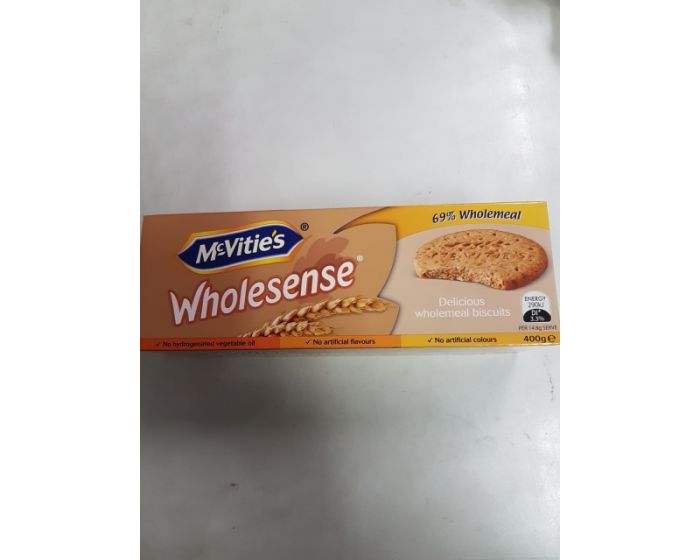 69% Wholemeal
McVitie's ®
Wholesense®
Delicious
wholemeal biscuits
ENERGY
290kJ
DI*
3.3%
PER 14.8g SERVE
✓ No hydrogenated vegetable oil
✓ No artificial flavours
✓ No artificial colours
400g e